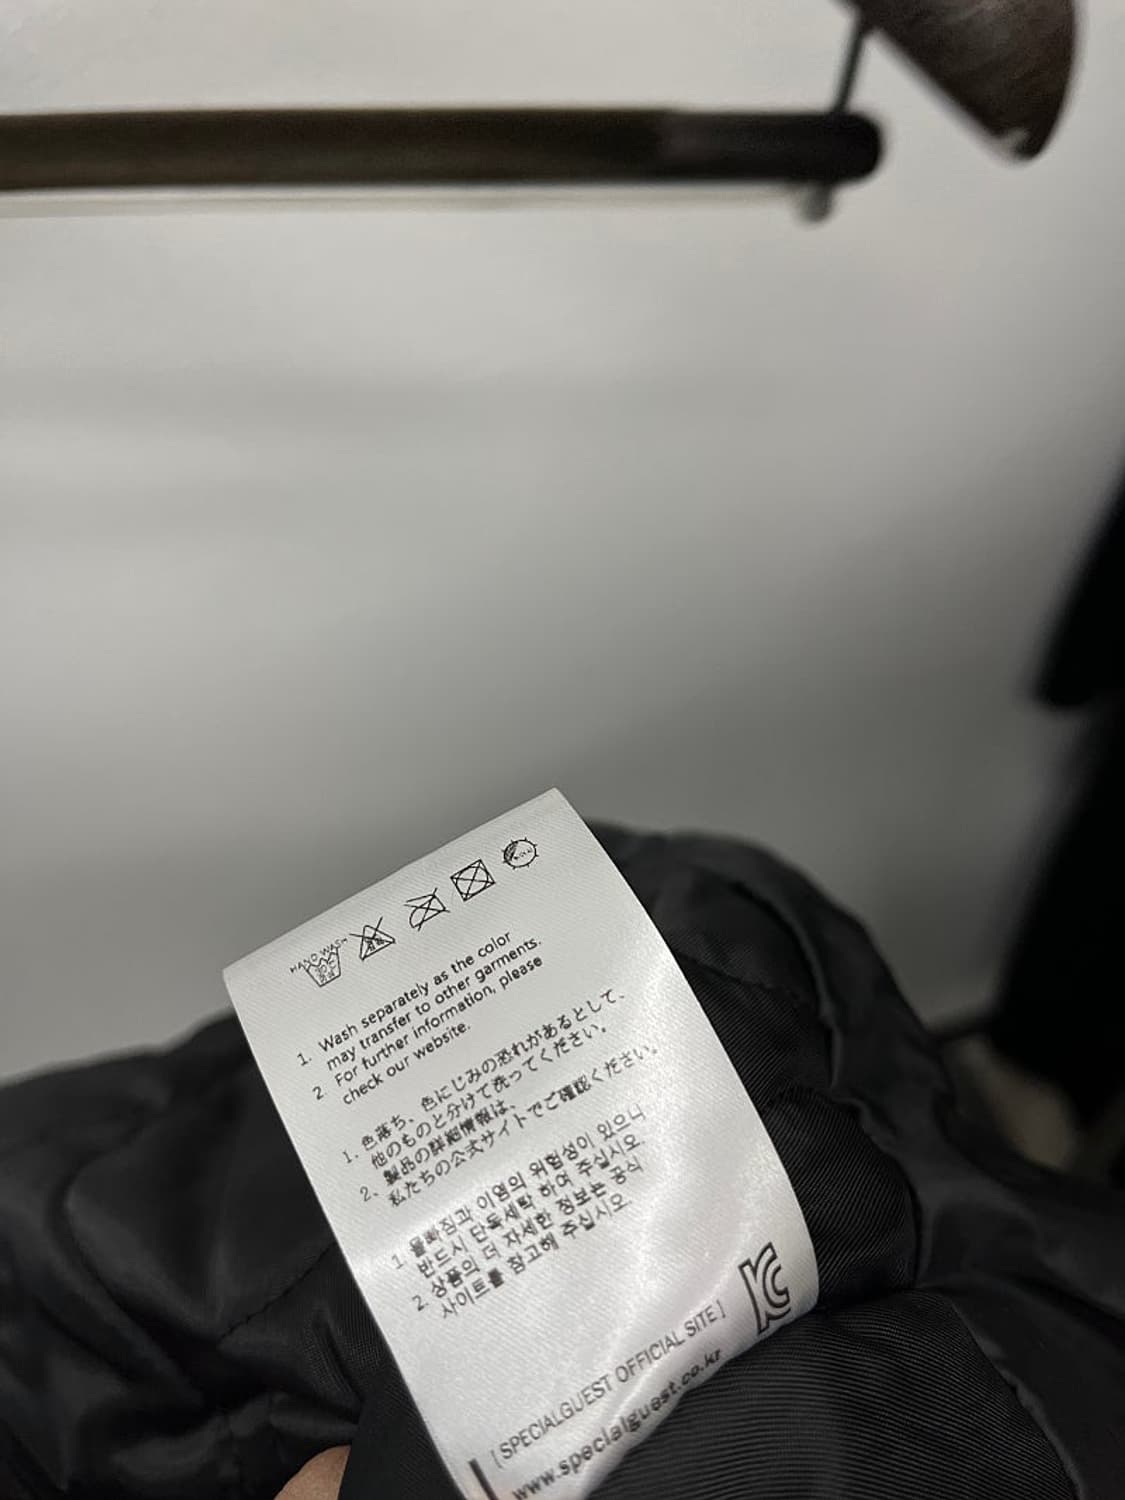 HAND WASH
1. Wash separately as the color
may transfer to other garments.
2 For further information, please
check our website.
1. 色落ち、色にじみの恐れがあるとして、
他のものと分けて洗ってください。
2、製品の詳細情報は、
私たちの公式サイトでご確認ください。
1. 물빠짐과 이염의 위험성이 있으니
반드시 단독세탁 하여 주십시오.
2. 상품의 더 자세한 정보는 공식
사이트를 참고해 주십시오.
[ SPECIALGUEST OFFICIAL SITE ]
www.specialguest.co.kr